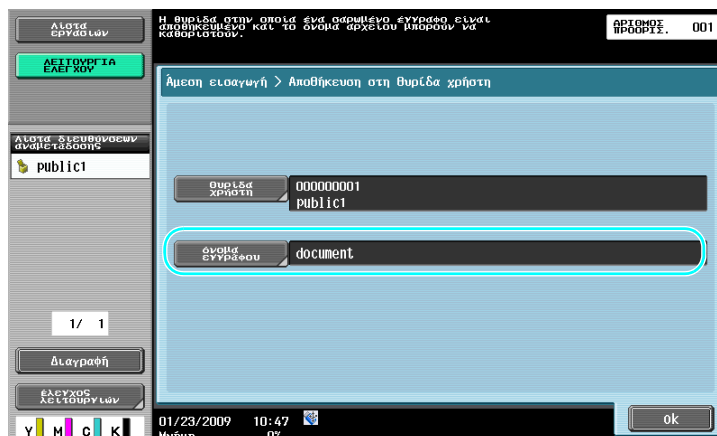 Λίστα
εργασιών
Η θυρίδα στην οποία ένα σαρωμένο έγγραφο είναι
αποθηκευμένο και το όνομα αρχείου μπορούν να
καθοριστούν.
ΑΡΙΘΜΟΣ
ΠΡΟΟΡΙΣ.
001
ΛΕΙΤΟΥΡΓΙΑ
ΕΛΕΓΧΟΥ
Άμεση εισαγωγή > Αποθήκευση στη θυρίδα χρήστη
Λίστα διευθύνσεων
αναμετάδοσης
public1
θυρίδα
χρήστη
000000001
public1
όνομα
εγγράφου
document
1/ 1
Διαγραφή
έλεγχος
λειτουργιών
Y M C K
01/23/2009 10:47
Μνήμη 0%
ok